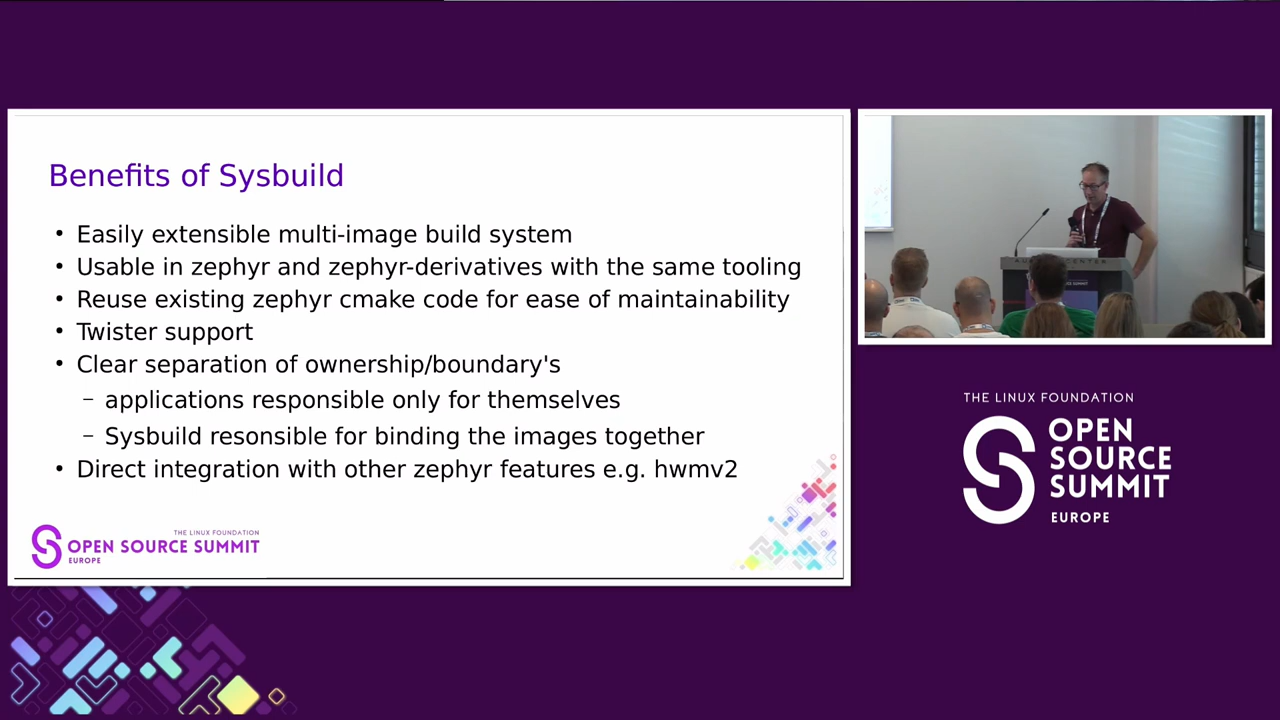 Benefits of Sysbuild
• Easily extensible multi-image build system
• Usable in zephyr and zephyr-derivatives with the same tooling
• Reuse existing zephyr cmake code for ease of maintainability
• Twister support
• Clear separation of ownership/boundary's
– applications responsible only for themselves
– Sysbuild resonsible for binding the images together
• Direct integration with other zephyr features e.g. hwmv2
THE LINUX FOUNDATION
OPEN SOURCE SUMMIT
EUROPE
THE LINUX FOUNDATION
OPEN
SOURCE
SUMMIT
EUROPE